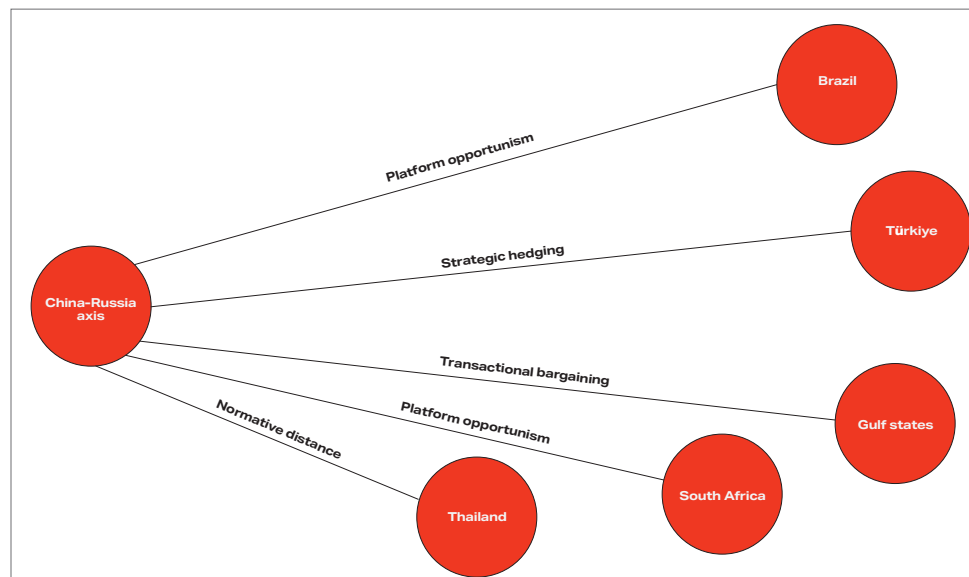 Brazil
Platform opportunism
Türkiye
Strategic hedging
China-Russia
axis
Transactional bargaining
Gulf states
Platform opportunism
Normative distance
South Africa
Thailand